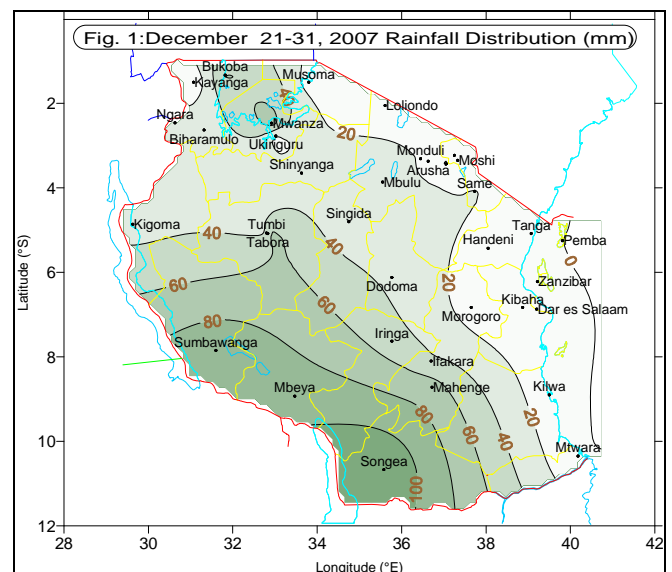 Fig. 1:December 21-31, 2007 Rainfall Distribution (mm)
Bukoba
Kayanga
Musoma
40
2
Loliondo
Ngara
Mwanza
20
Biharamulo
Ukiriguru
Monduli
Moshi
Shinyanga
Arusha
4
Mbulu
Same
Singida
Kigoma
40
Tumbi
Tabora
40
Tanga
Pemba
Handeni
0
6
60
Dodoma
20
Zanzibar
60
Kibaha
Morogoro
Dar es Salaam
80
Iringa
8
Sumbawanga
Ifakara
Mbeya
Mahenge
Kilwa
80
20
60
40
10
Mtwara
Songea
100
12
28
30
32
34
36
38
40
42
Latitude (°S)
Longitude (°E)